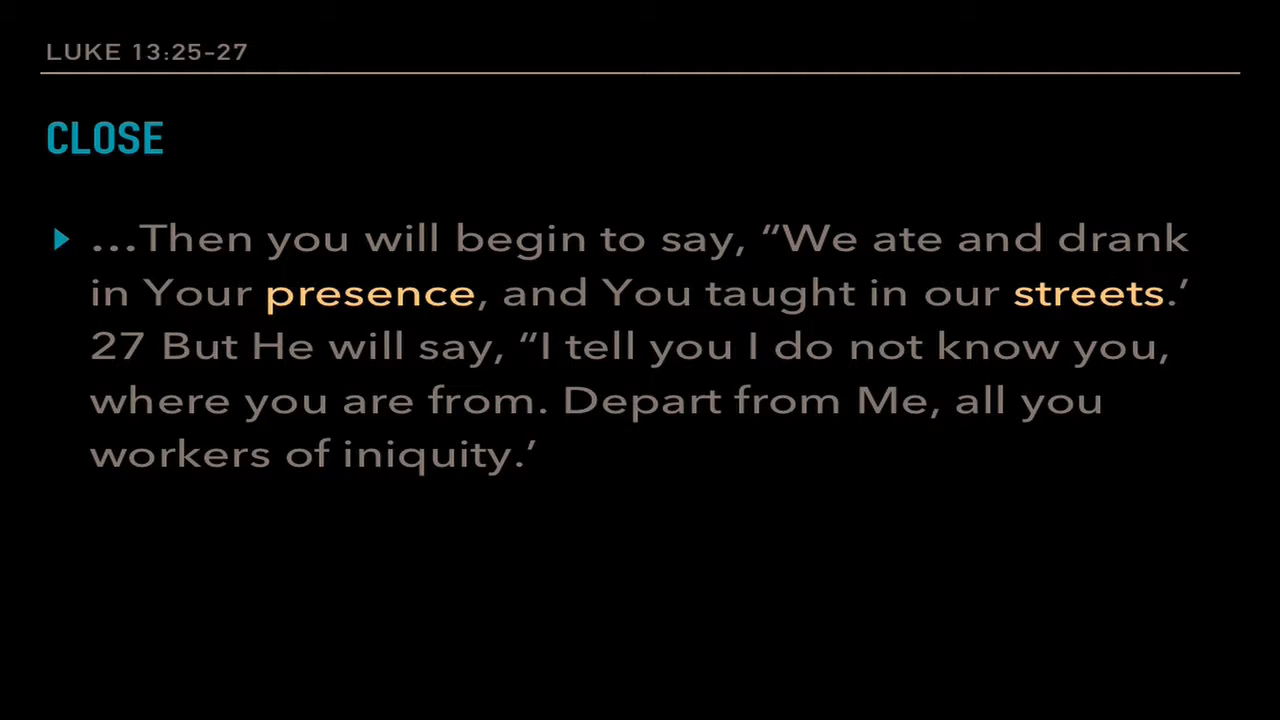 LUKE 13:25-27
CLOSE
...Then you will begin to say, “We ate and drank
in Your presence, and You taught in our streets.’
27 But He will say, “I tell you I do not know you,
where you are from. Depart from Me, all you
workers of iniquity.’